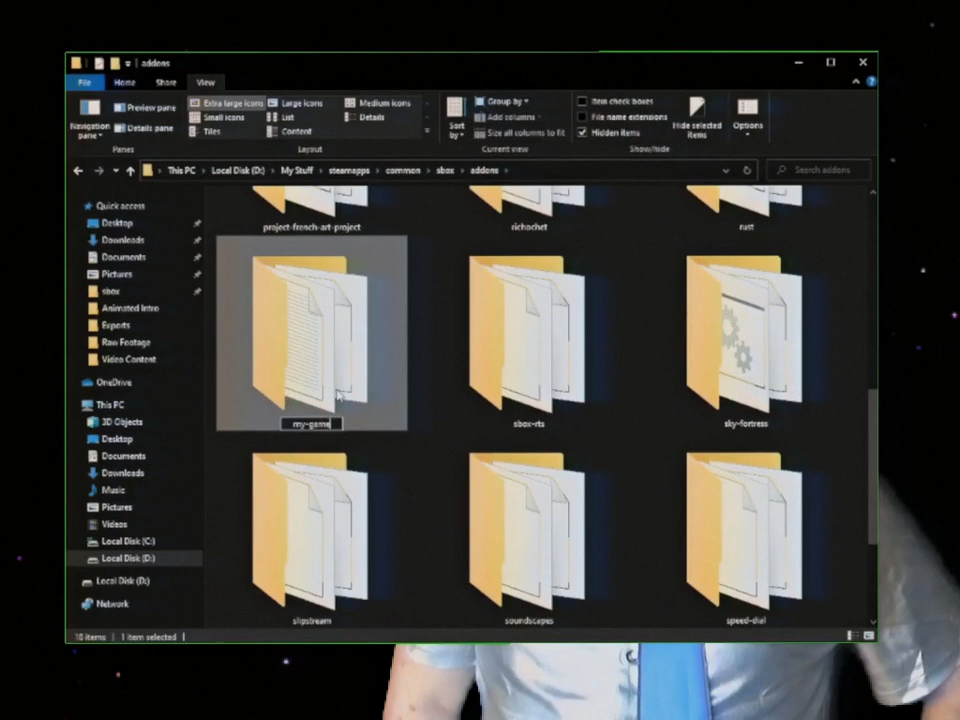 addons
File Home Share View
Navigation pane
Preview pane
Details pane
Panes
Extra large icons Large icons Medium icons
Small icons List Details
Tiles Content
Layout
Sort by
Group by
Add columns
Size all columns to fit
Current view
Item check boxes
File name extensions
Hidden items
Hide selected items
Options
Show/hide
This PC Local Disk (D:) My Stuff steamapps common sbox addons
Search addons
Quick access
Desktop
Downloads
Documents
Pictures
sbox
Animated Intro
Exports
Raw Footage
Video Content
OneDrive
This PC
3D Objects
Desktop
Documents
Downloads
Music
Pictures
Videos
Local Disk (C:)
Local Disk (D:)
Local Disk (D:)
Network
project-french-art-project richochet rust
my-game sbox-rts sky-fortress
slipstream soundscapes speed-dial
1 item selected